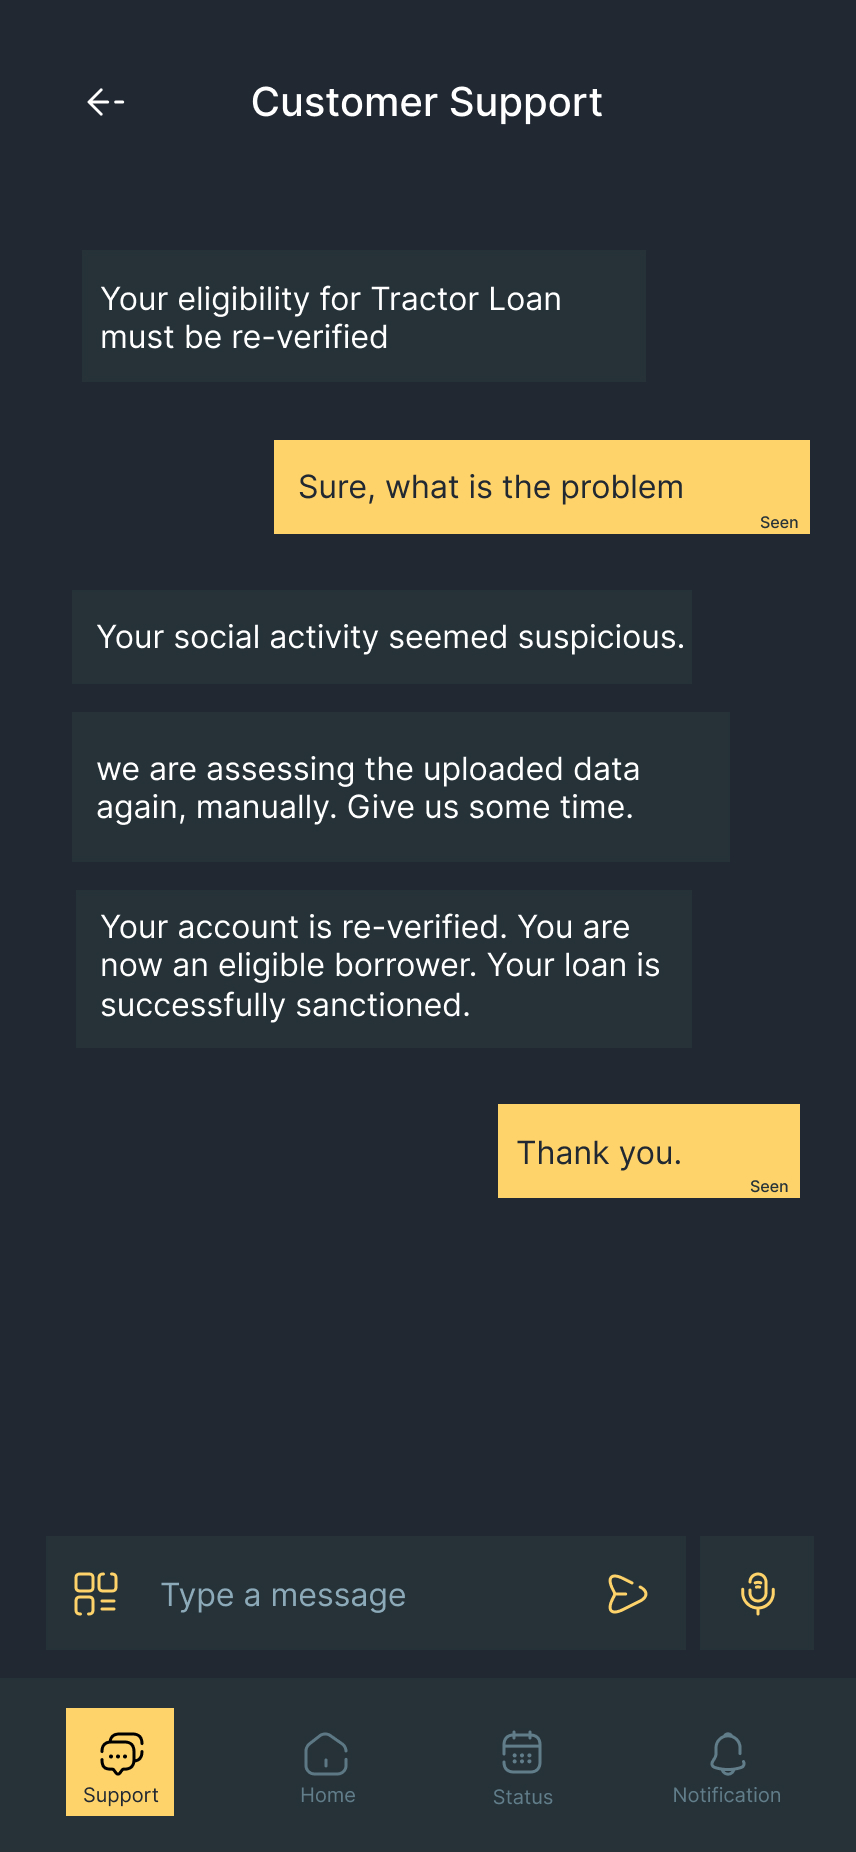 Customer Support
Your eligibility for Tractor Loan
must be re-verified
Sure, what is the problem
Seen
Your social activity seemed suspicious.
we are assessing the uploaded data
again, manually. Give us some time.
Your account is re-verified. You are
now an eligible borrower. Your loan is
successfully sanctioned.
Thank you.
Seen
Type a message
Support
Home
Status
Notification